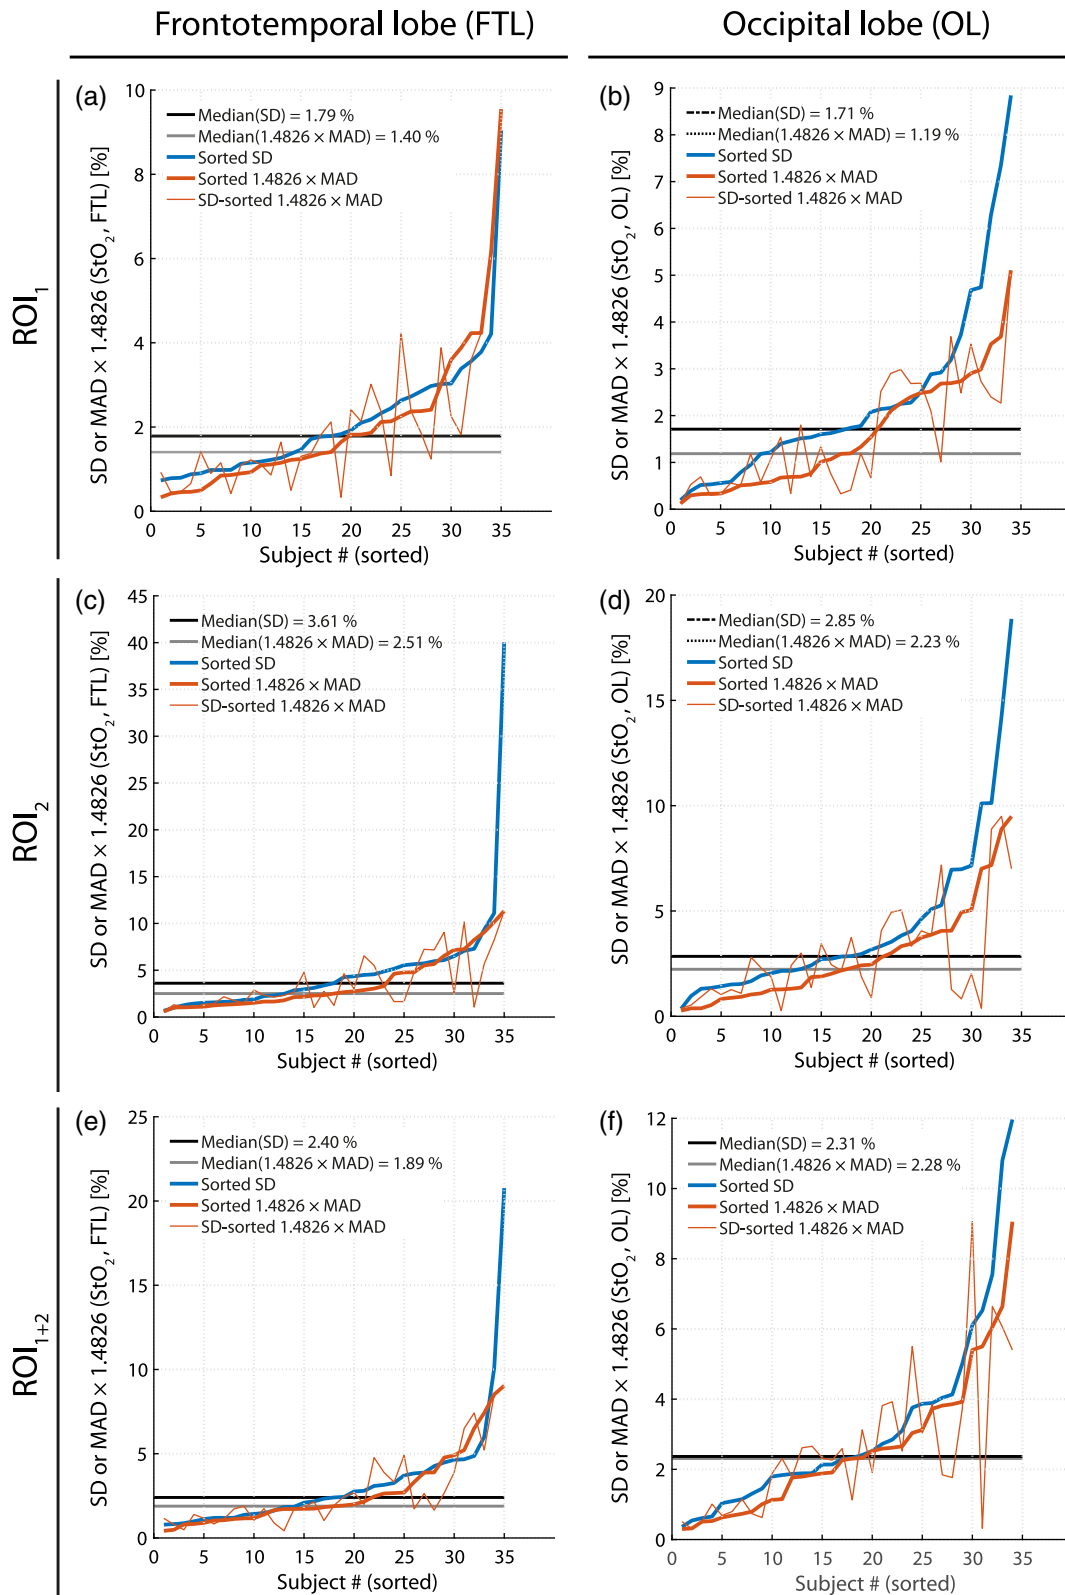 Frontotemporal lobe (FTL)
Occipital lobe (OL)
ROI1
(a)
SD or MAD × 1.4826 (StO2, FTL) [%]
10
8
6
4
2
0
Median(SD) = 1.79 %
Median(1.4826 × MAD) = 1.40 %
Sorted SD
Sorted 1.4826 × MAD
SD-sorted 1.4826 × MAD
0 5 10 15 20 25 30 35
Subject # (sorted)
(b)
SD or MAD × 1.4826 (StO2, OL) [%]
9
8
7
6
5
4
3
2
1
0
Median(SD) = 1.71 %
Median(1.4826 × MAD) = 1.19 %
Sorted SD
Sorted 1.4826 × MAD
SD-sorted 1.4826 × MAD
0 5 10 15 20 25 30 35
Subject # (sorted)
ROI2
(c)
SD or MAD × 1.4826 (StO2, FTL) [%]
45
40
35
30
25
20
15
10
5
0
Median(SD) = 3.61 %
Median(1.4826 × MAD) = 2.51 %
Sorted SD
Sorted 1.4826 × MAD
SD-sorted 1.4826 × MAD
0 5 10 15 20 25 30 35
Subject # (sorted)
(d)
SD or MAD × 1.4826 (StO2, OL) [%]
20
15
10
5
0
Median(SD) = 2.85 %
Median(1.4826 × MAD) = 2.23 %
Sorted SD
Sorted 1.4826 × MAD
SD-sorted 1.4826 × MAD
0 5 10 15 20 25 30 35
Subject # (sorted)
ROI1+2
(e)
SD or MAD × 1.4826 (StO2, FTL) [%]
25
20
15
10
5
0
Median(SD) = 2.40 %
Median(1.4826 × MAD) = 1.89 %
Sorted SD
Sorted 1.4826 × MAD
SD-sorted 1.4826 × MAD
0 5 10 15 20 25 30 35
Subject # (sorted)
(f)
SD or MAD × 1.4826 (StO2, OL) [%]
12
10
8
6
4
2
0
Median(SD) = 2.31 %
Median(1.4826 × MAD) = 2.28 %
Sorted SD
Sorted 1.4826 × MAD
SD-sorted 1.4826 × MAD
0 5 10 15 20 25 30 35
Subject # (sorted)